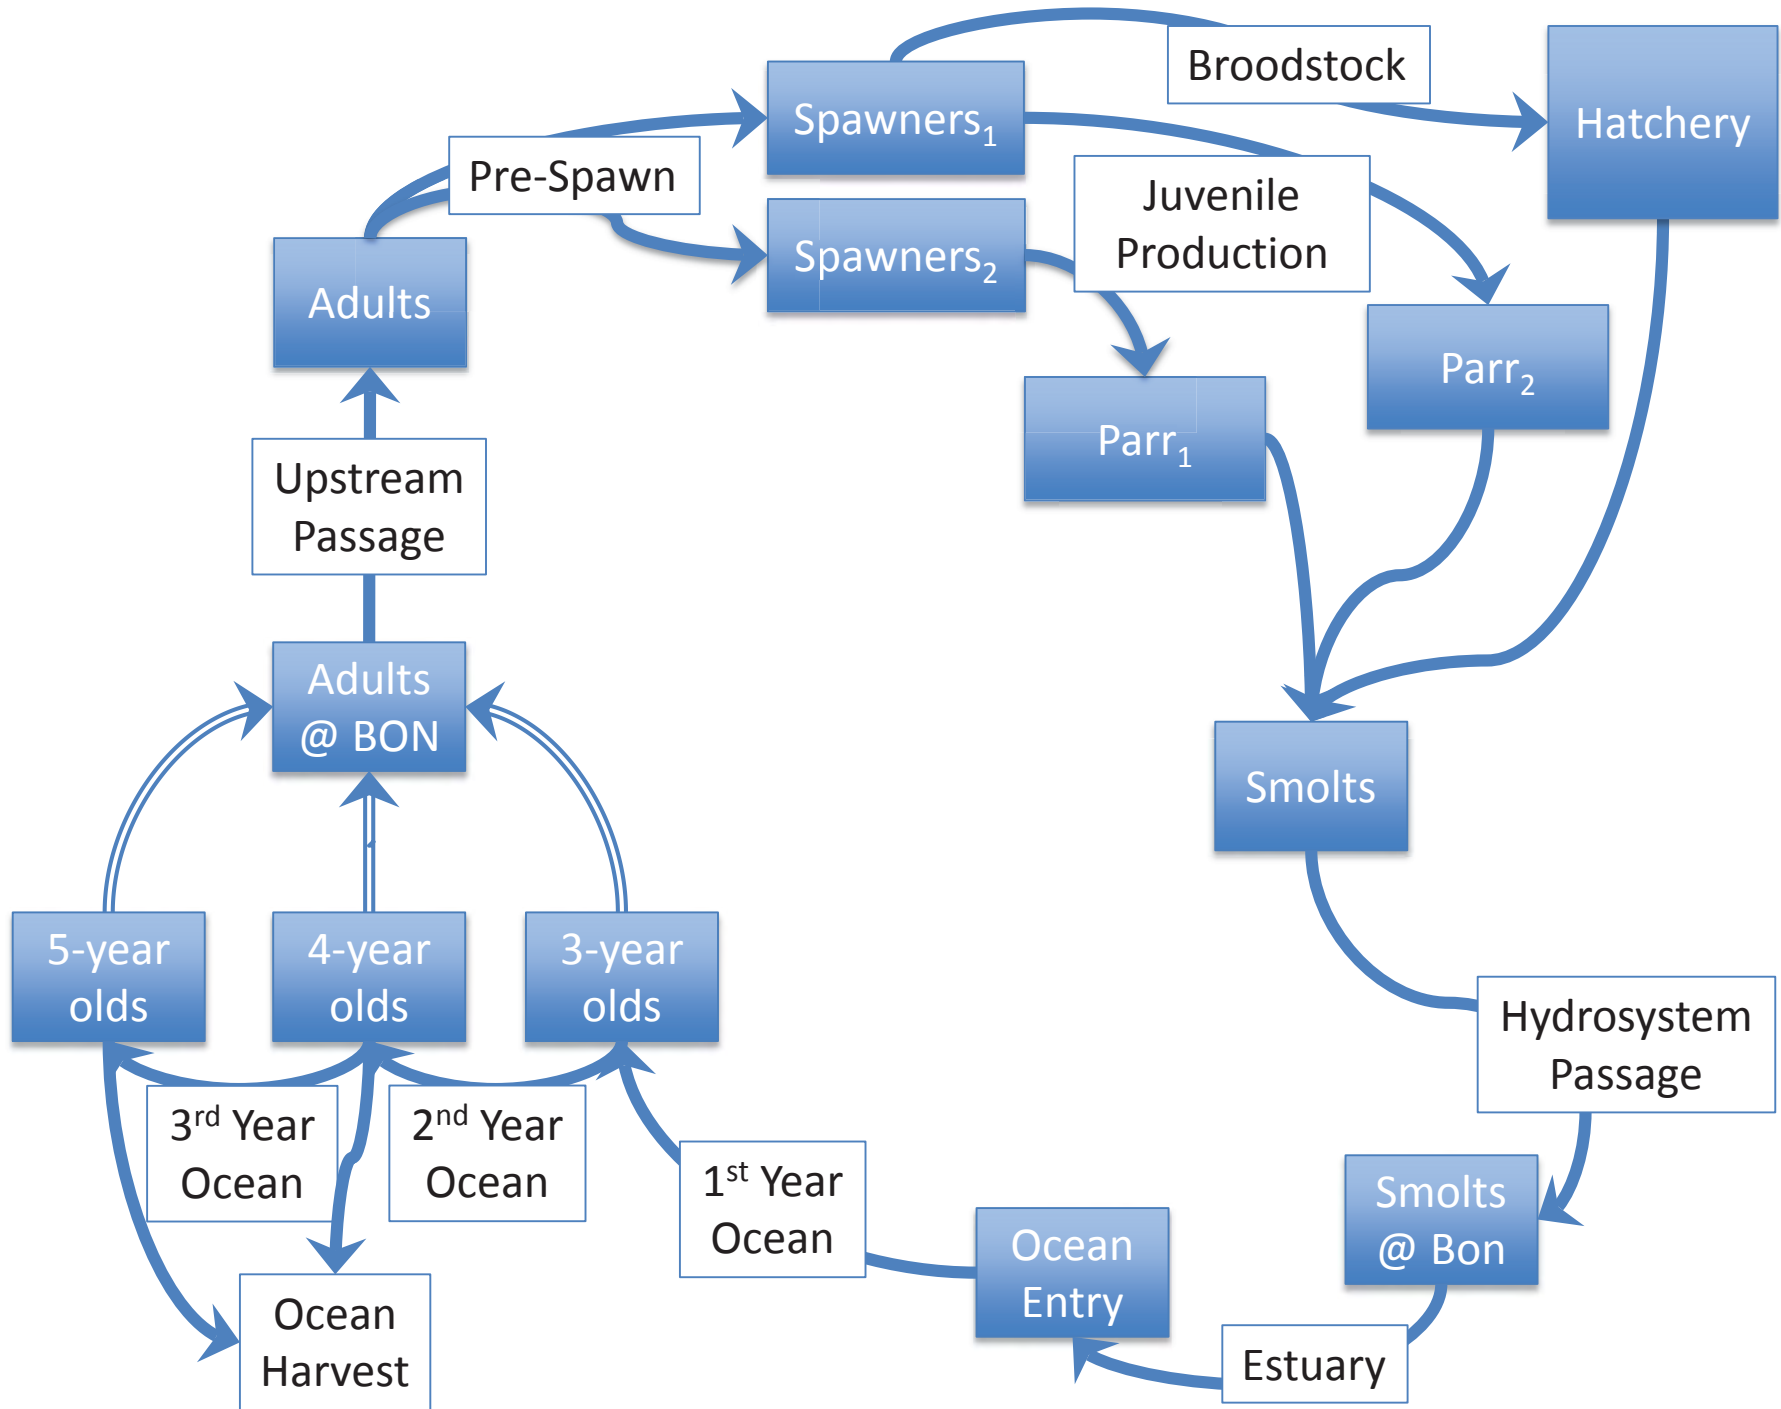 Broodstock
Hatchery
Spawners₁
Pre-Spawn
Juvenile
Production
Spawners₂
Adults
Parr₂
Parr₁
Upstream
Passage
Adults
@ BON
Smolts
5-year
olds
4-year
olds
3-year
olds
Hydrosystem
Passage
3rd Year
Ocean
2nd Year
Ocean
1st Year
Ocean
Smolts
@ Bon
Ocean
Entry
Ocean
Harvest
Estuary